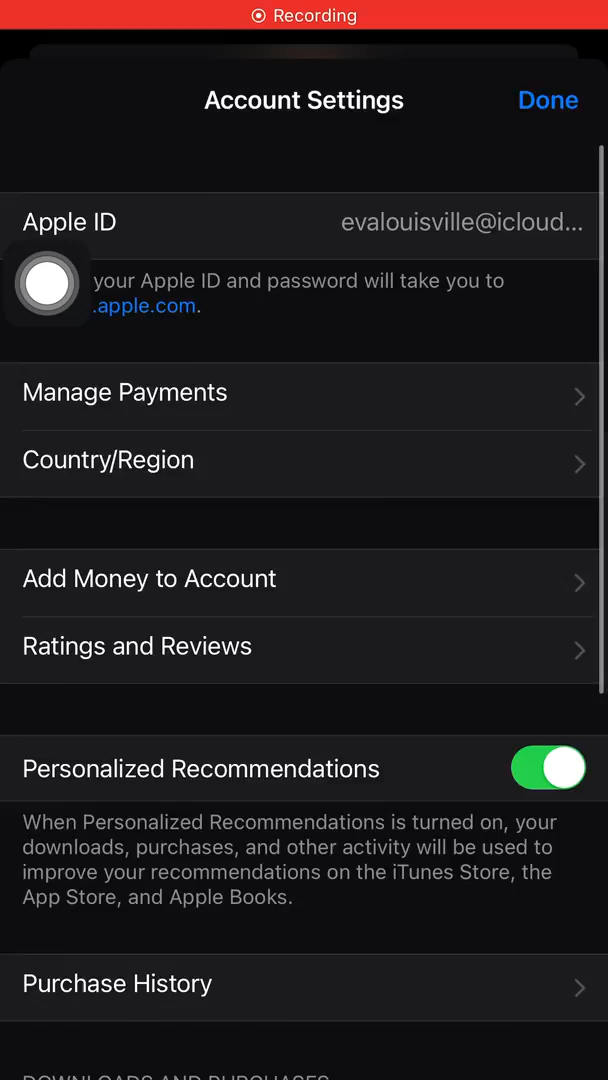 Recording
Account Settings
Done
Apple ID
evalouisville@icloud...
your Apple ID and password will take you to
.apple.com.
Manage Payments
Country/Region
Add Money to Account
Ratings and Reviews
Personalized Recommendations
When Personalized Recommendations is turned on, your
downloads, purchases, and other activity will be used to
improve your recommendations on the iTunes Store, the
App Store, and Apple Books.
Purchase History
DOWNLOADS AND PURCHASES